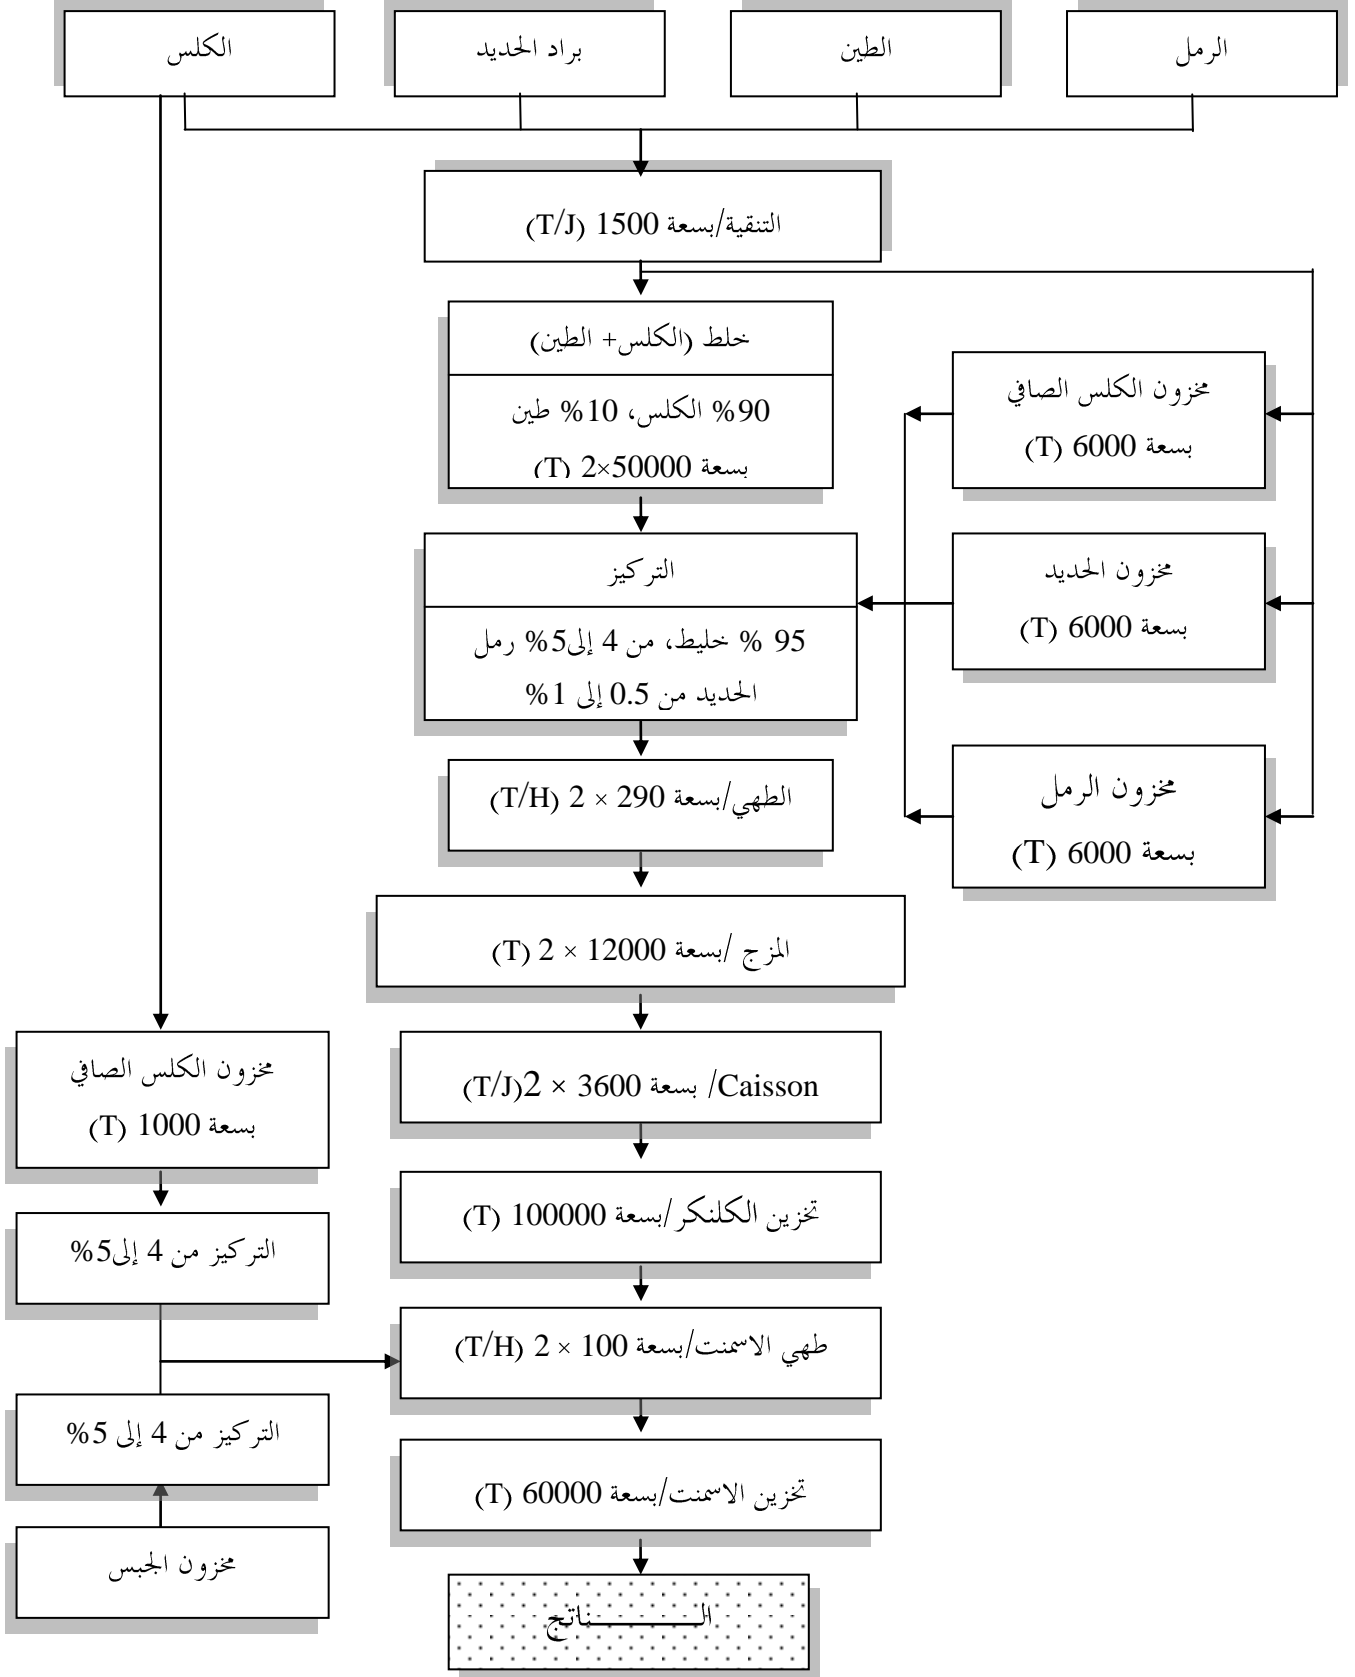 الرمل
الطين
براد الحديد
الكلس
التنقية/بسعة 1500 (T/J)
خلط (الكلس+ الطين)
90% الكلس، 10% طين
بسعة 50000×2 (T)
مخزون الكلس الصافي
بسعة 6000 (T)
التركيز
95 % خليط، من 4 إلى5% رمل
الحديد من 0.5 إلى 1%
مخزون الحديد
بسعة 6000 (T)
الطهي/بسعة 290 × 2 (T/H)
مخزون الرمل
بسعة 6000 (T)
المزج /بسعة 12000 × 2 (T)
Caisson/ بسعة 3600 × 2(T/J)
مخزون الكلس الصافي
بسعة 1000 (T)
تخزين الكلنكر/بسعة 100000 (T)
التركيز من 4 إلى5%
طهي الاسمنت/بسعة 100 × 2 (T/H)
التركيز من 4 إلى 5%
تخزين الاسمنت/بسعة 60000 (T)
مخزون الجبس
الـــــــــناتج